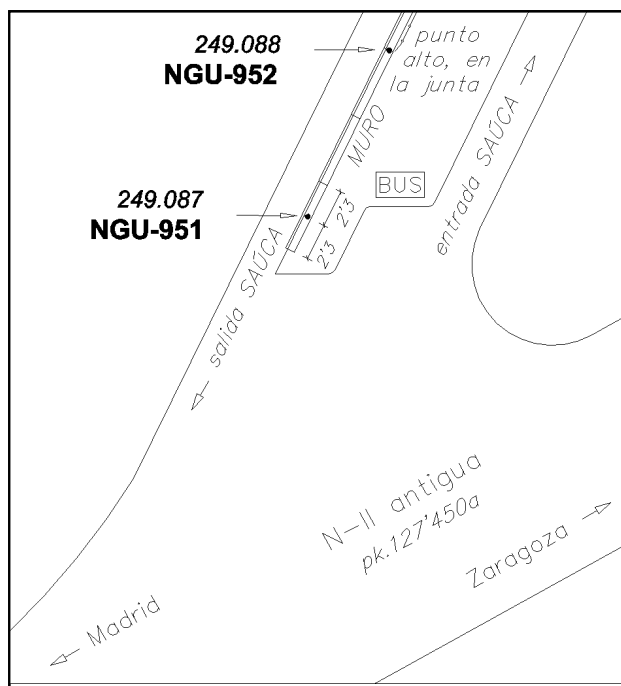 249.088
NGU-952
punto
alto, en
la junta
MURO
BUS
249.087
NGU-951
2'3
2'3
entrada SAÚCA
salida SAÚCA
N-II antigua
pk.127'450a
Zaragoza
Madrid